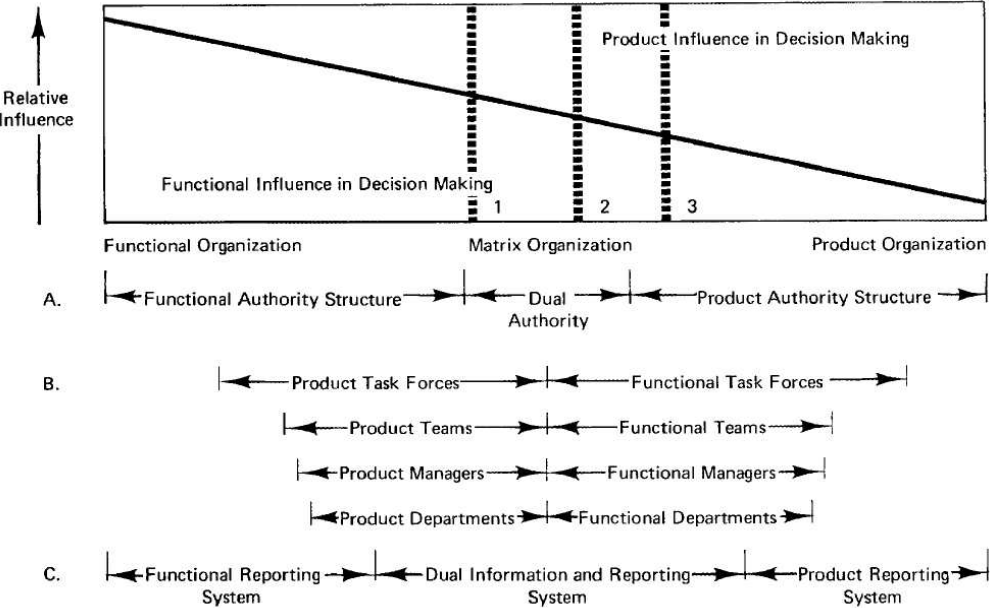 Product Influence in Decision Making
Relative
Influence
Functional Influence in Decision Making
1
2
3
Functional Organization
Matrix Organization
Product Organization
A.
Functional Authority Structure
Dual
Authority
Product Authority Structure
B.
Product Task Forces
Functional Task Forces
Product Teams
Functional Teams
Product Managers
Functional Managers
Product Departments
Functional Departments
C.
Functional Reporting
System
Dual Information and Reporting
System
Product Reporting
System